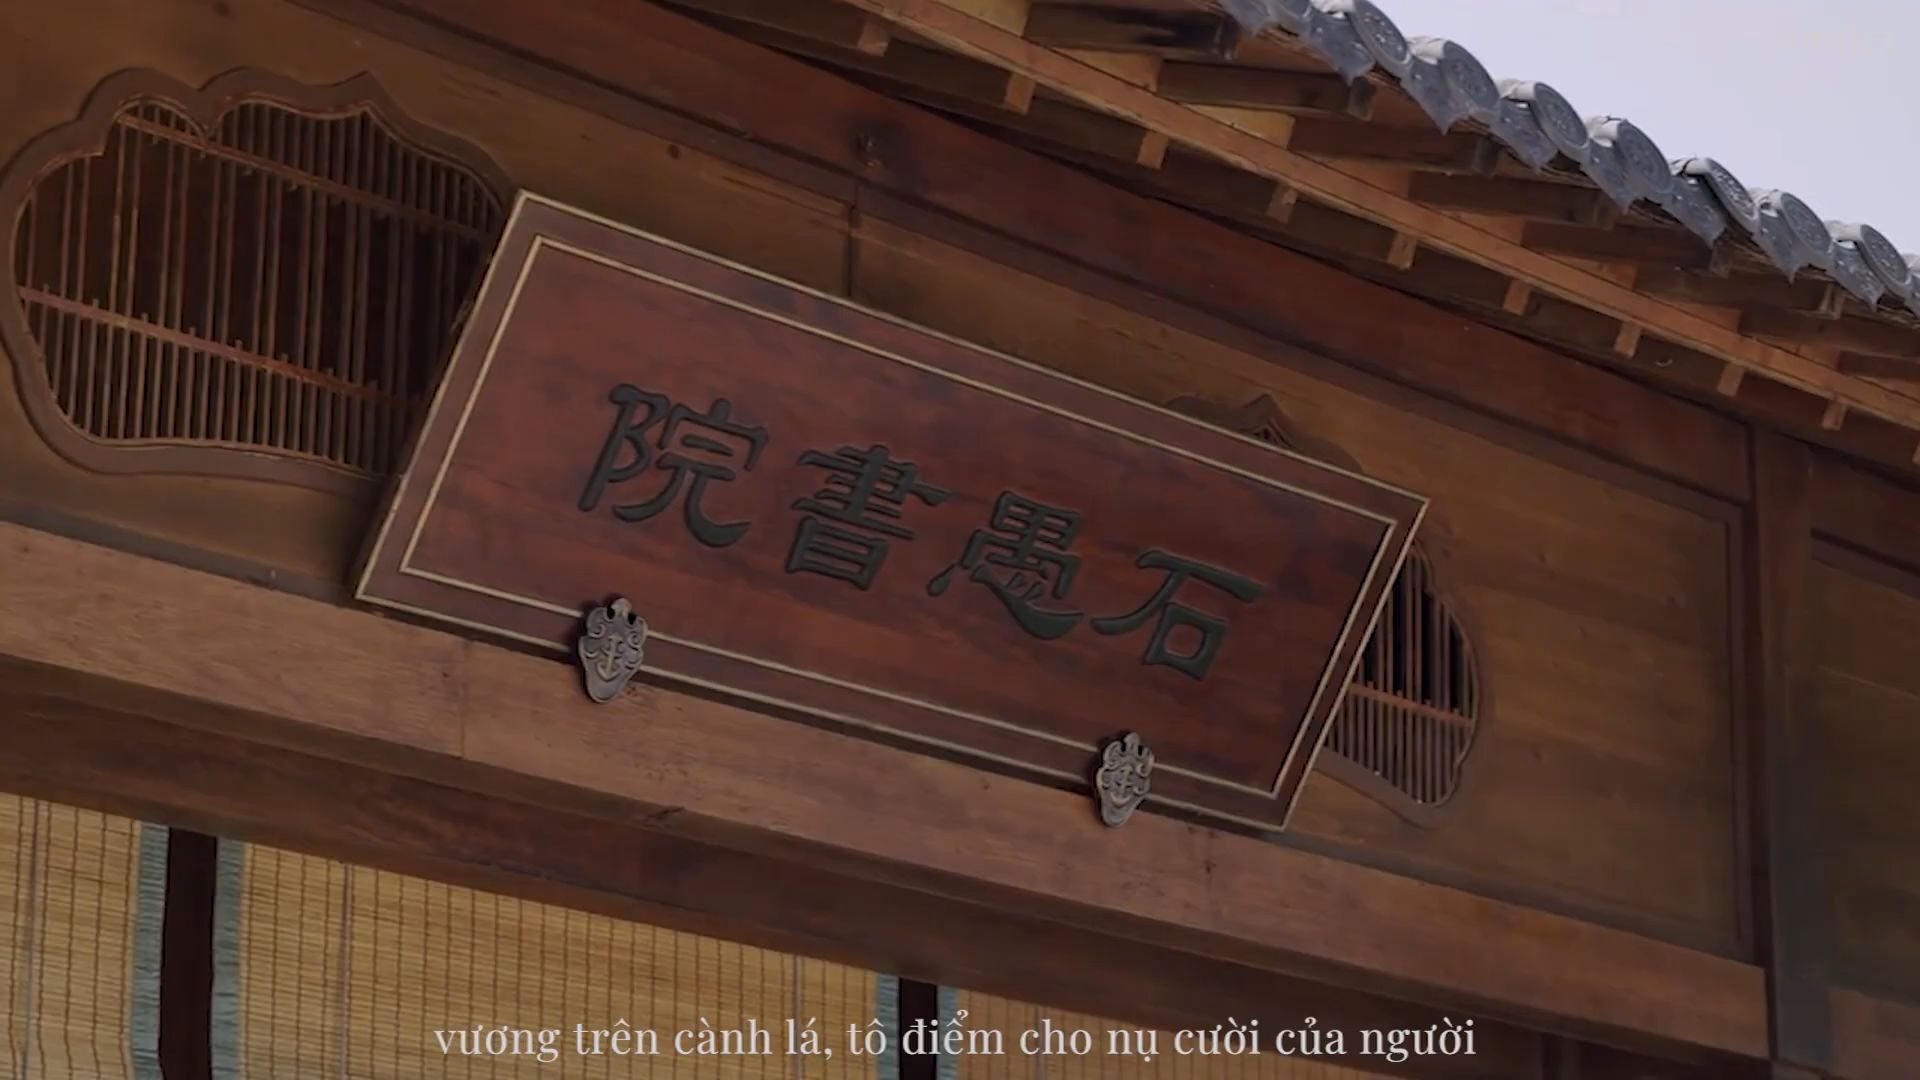 石愚書院
vương trên cành lá, tô điểm cho nụ cười của người